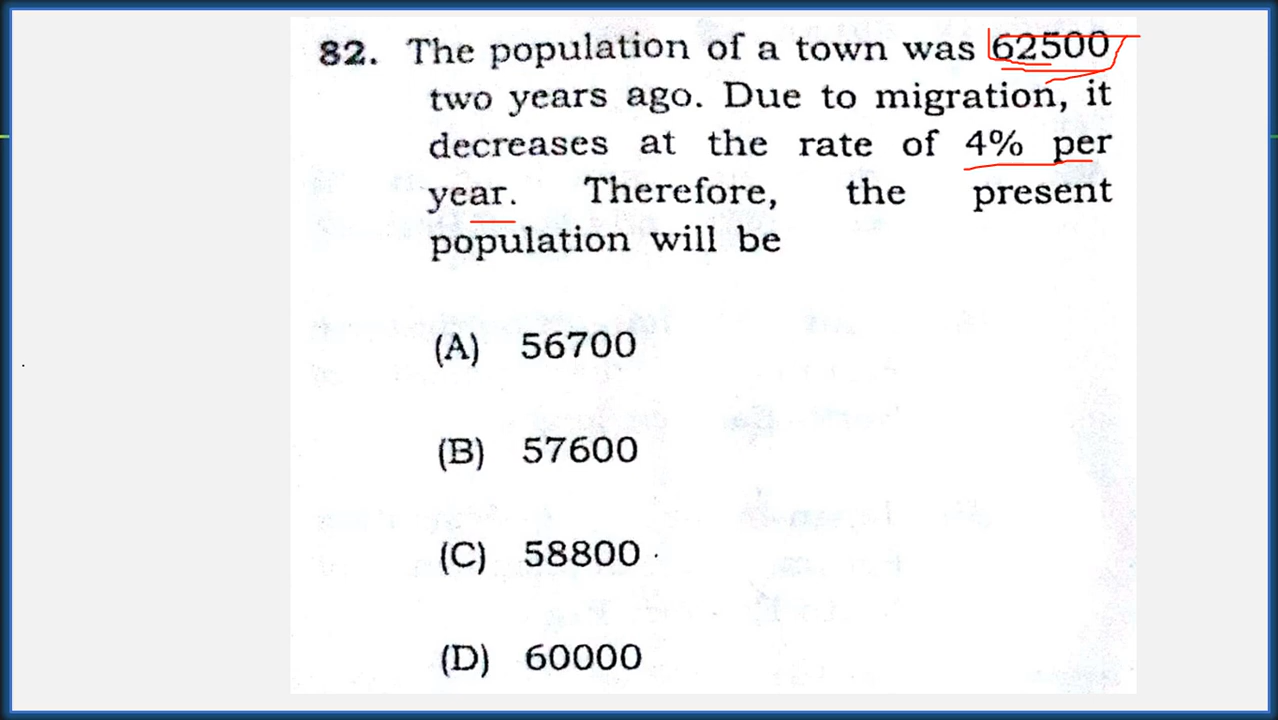 82. The population of a town was 62500
two years ago. Due to migration, it
decreases at the rate of 4% per
year. Therefore, the present
population will be
(A) 56700
(B) 57600
(C) 58800
(D) 60000